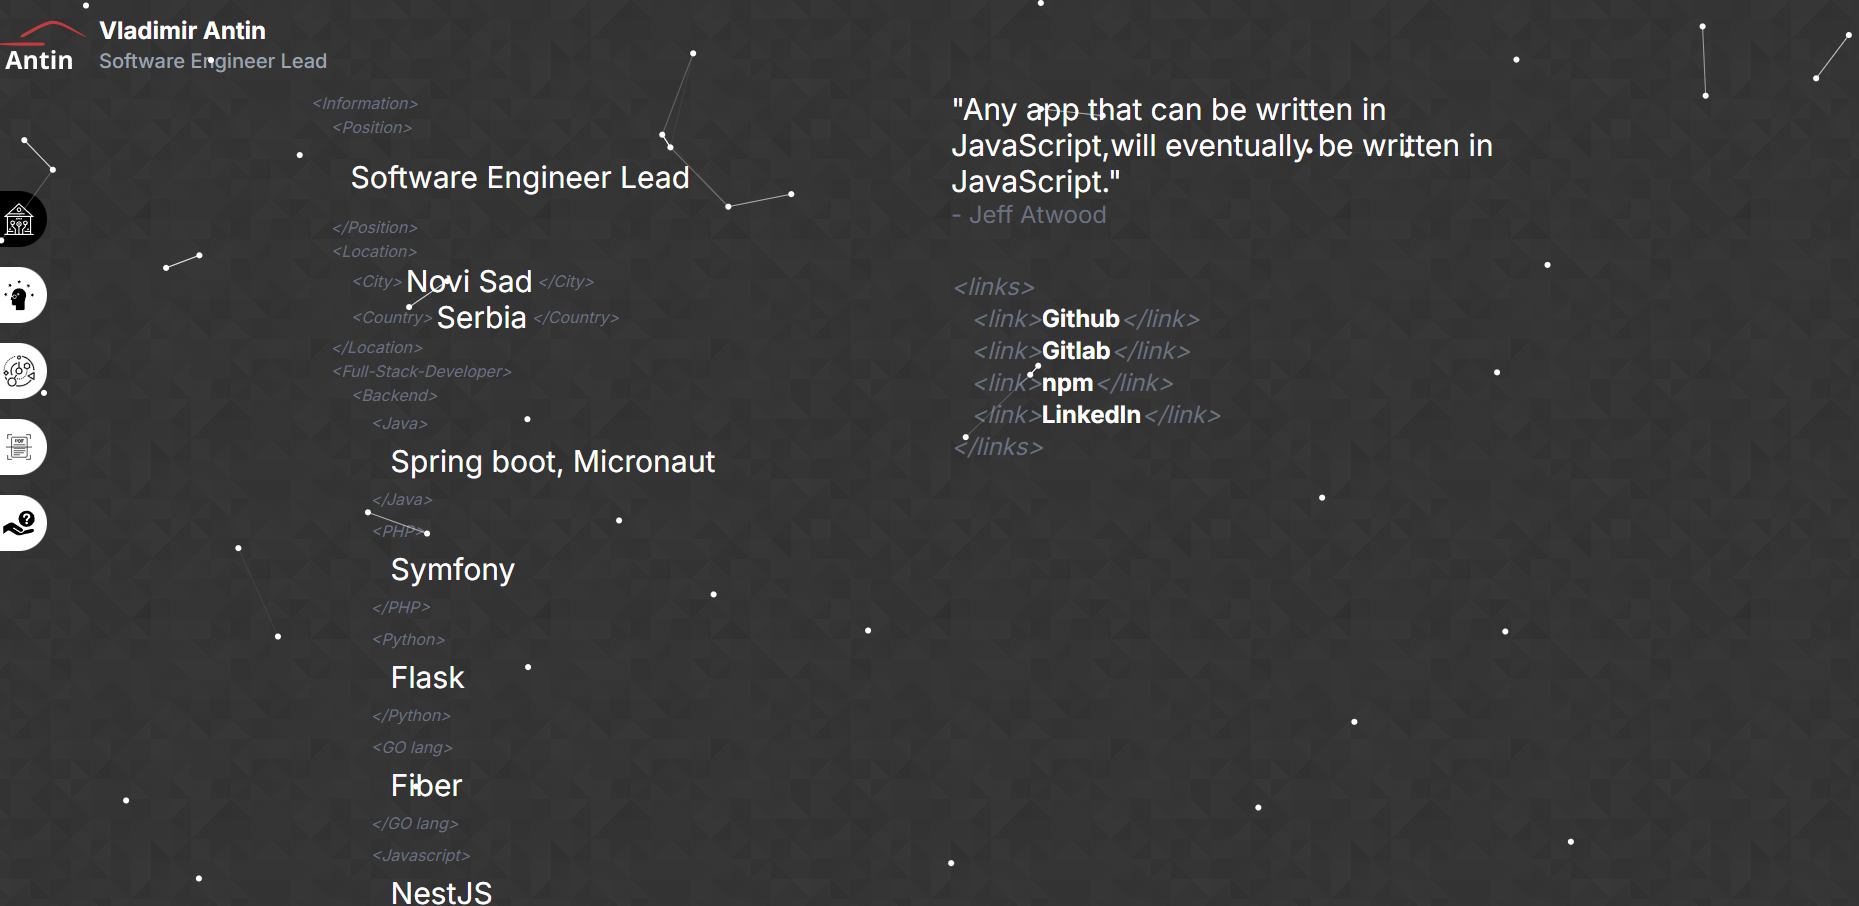 Antin
Vladimir Antin
Software Engineer Lead
<Information>
<Position>
Software Engineer Lead
</Position>
<Location>
<City> Novi Sad </City>
<Country> Serbia </Country>
</Location>
<Full-Stack-Developer>
<Backend>
<Java>
Spring boot, Micronaut
</Java>
<PHP>
Symfony
</PHP>
<Python>
Flask
</Python>
<GO lang>
Fiber
</GO lang>
<Javascript>
NestJS
"Any app that can be written in
JavaScript,will eventually be written in
JavaScript."
- Jeff Atwood
<links>
<link>Github</link>
<link>Gitlab</link>
<link>npm</link>
<link>LinkedIn</link>
</links>
PDF
?